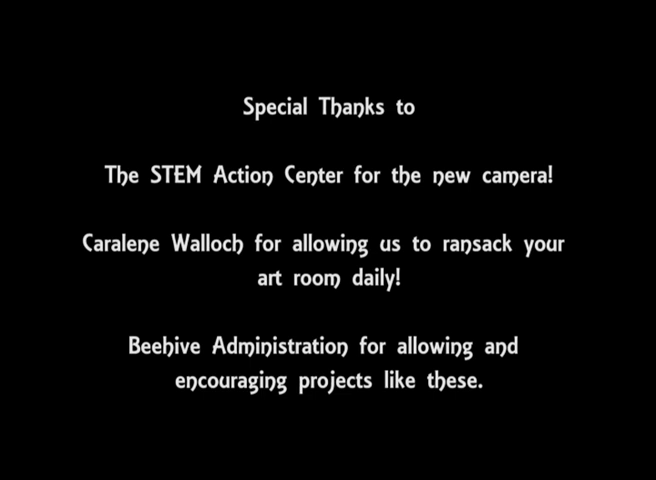 Special Thanks to
The STEM Action Center for the new camera!
Caralene Walloch for allowing us to ransack your
art room daily!
Beehive Administration for allowing and
encouraging projects like these.